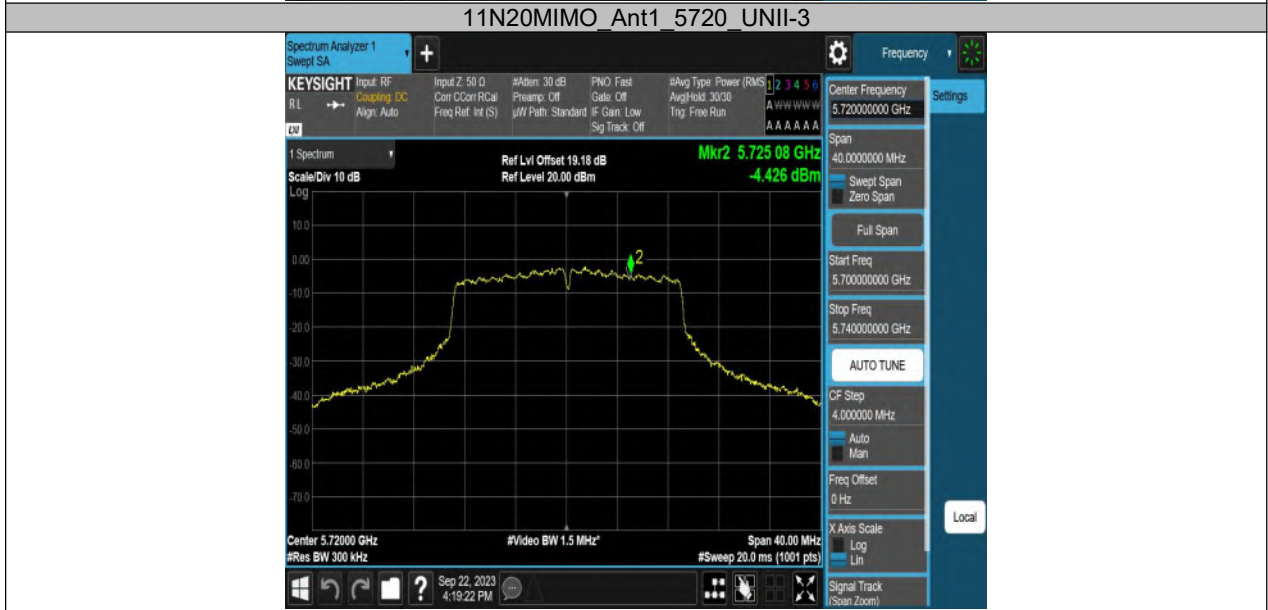 11N20MIMO_Ant1_5720_UNII-3
Spectrum Analyzer 1
Swept SA
+
Frequency
KEYSIGHT
RL
LXI
Input: RF
Coupling: DC
Align: Auto
Input Z: 50 Ω
Corr CCorr RCal
Freq Ref: Int (S)
#Atten: 30 dB
Preamp: Off
µW Path: Standard
PNO: Fast
Gate: Off
IF Gain: Low
Sig Track: Off
#Avg Type: Power (RMS
Avg|Hold: 30/30
Trig: Free Run
1 2 3 4 5 6
A W W W W W
A A A A A A
1 Spectrum
Scale/Div 10 dB
Ref Lvl Offset 19.18 dB
Ref Level 20.00 dBm
Mkr2 5.725 08 GHz
-4.426 dBm
Log
10.0
0.00
-10.0
-20.0
-30.0
-40.0
-50.0
-60.0
-70.0
2
Center 5.72000 GHz
#Res BW 300 kHz
#Video BW 1.5 MHz*
Span 40.00 MHz
#Sweep 20.0 ms (1001 pts)
Center Frequency
5.720000000 GHz
Settings
Span
40.0000000 MHz
Swept Span
Zero Span
Full Span
Start Freq
5.700000000 GHz
Stop Freq
5.740000000 GHz
AUTO TUNE
CF Step
4.000000 MHz
Auto
Man
Freq Offset
0 Hz
X Axis Scale
Log
Lin
Signal Track
(Span Zoom)
Local
?
Sep 22, 2023
4:19:22 PM